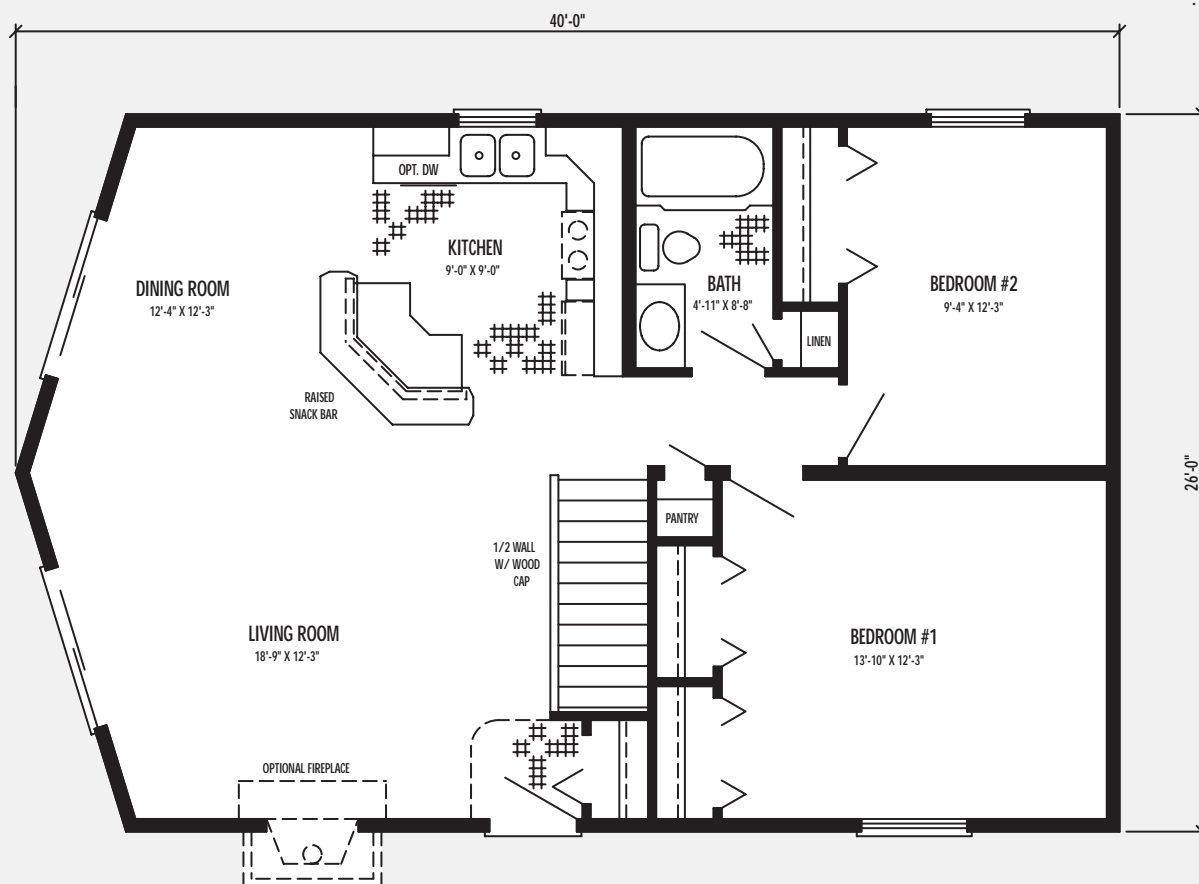 40'-0"
OPT. DW
KITCHEN
9'-0" X 9'-0"
DINING ROOM
12'-4" X 12'-3"
BATH
4'-11" X 8'-8"
BEDROOM #2
9'-4" X 12'-3"
LINEN
RAISED
SNACK BAR
26'-0"
PANTRY
1/2 WALL
W/ WOOD
CAP
LIVING ROOM
18'-9" X 12'-3"
BEDROOM #1
13'-10" X 12'-3"
OPTIONAL FIREPLACE